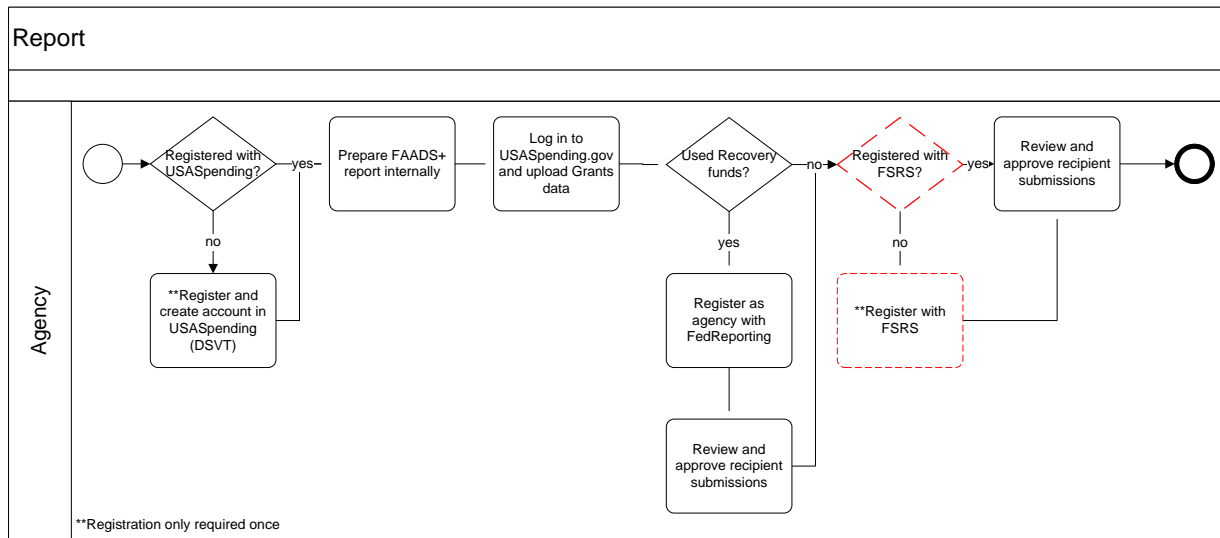 Report
Agency
Registered with
USASpending?
yes
no
**Register and
create account in
USASpending
(DSVT)
Prepare FAADS+
report internally
Log in to
USASpending.gov
and upload Grants
data
Used Recovery
funds?
no
yes
Register as
agency with
FedReporting
Review and
approve recipient
submissions
Registered with
FSRS?
yes
no
**Register with
FSRS
Review and
approve recipient
submissions
**Registration only required once